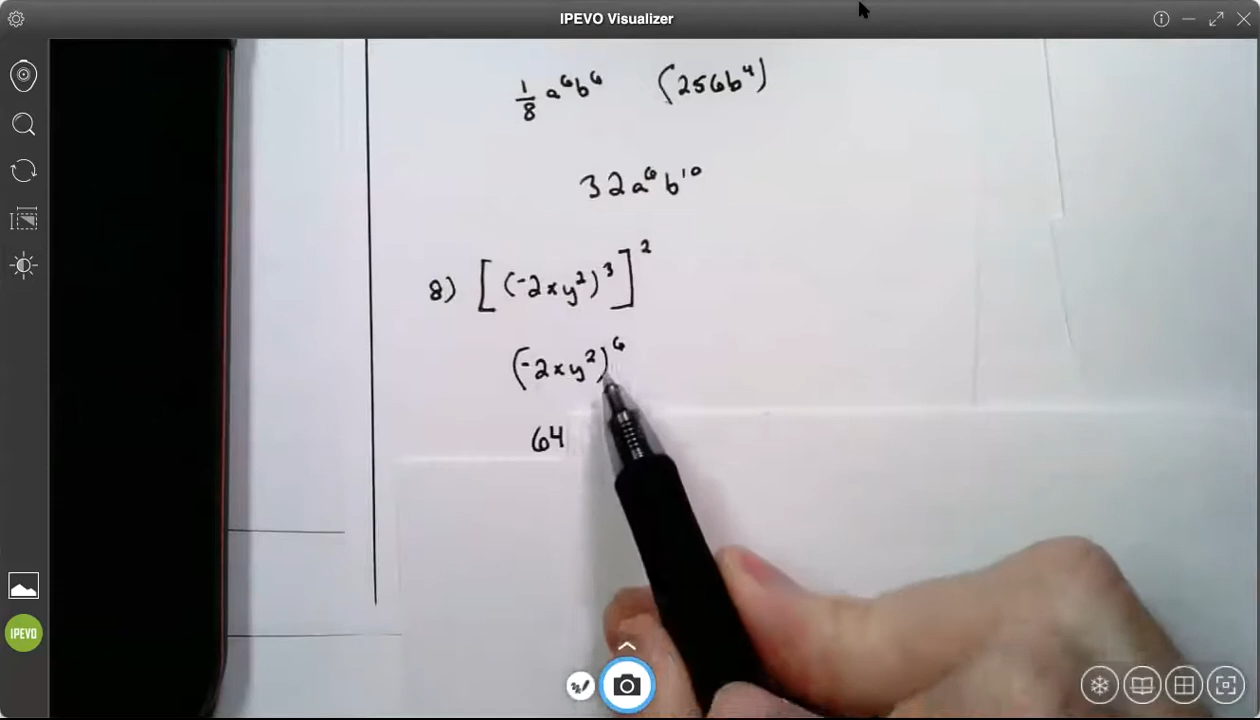 IPEVO Visualizer
1/8 a⁶b⁶ (256b⁴)
32a⁶b¹⁰
8) [(-2xy²)³]²
(-2xy²)⁶
64
IPEVO